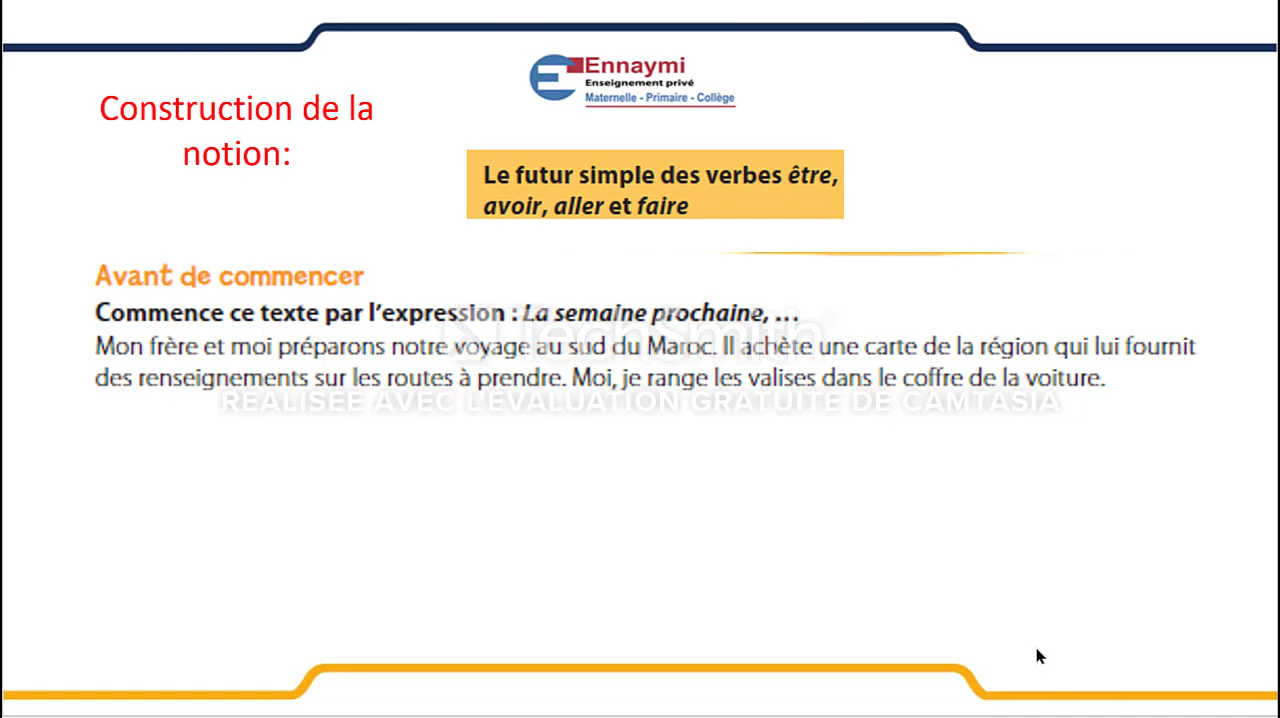 Ennaymi
Enseignement privé
Maternelle - Primaire - Collège
Construction de la
notion:
Le futur simple des verbes être,
avoir, aller et faire
Avant de commencer
Commence ce texte par l'expression : La semaine prochaine, ...
Mon frère et moi préparons notre voyage au sud du Maroc. Il achète une carte de la région qui lui fournit
des renseignements sur les routes à prendre. Moi, je range les valises dans le coffre de la voiture.
TechSmith
RÉALISÉE AVEC L'ÉVALUATION GRATUITE DE CAMTASIA